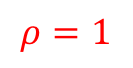 ρ = 1